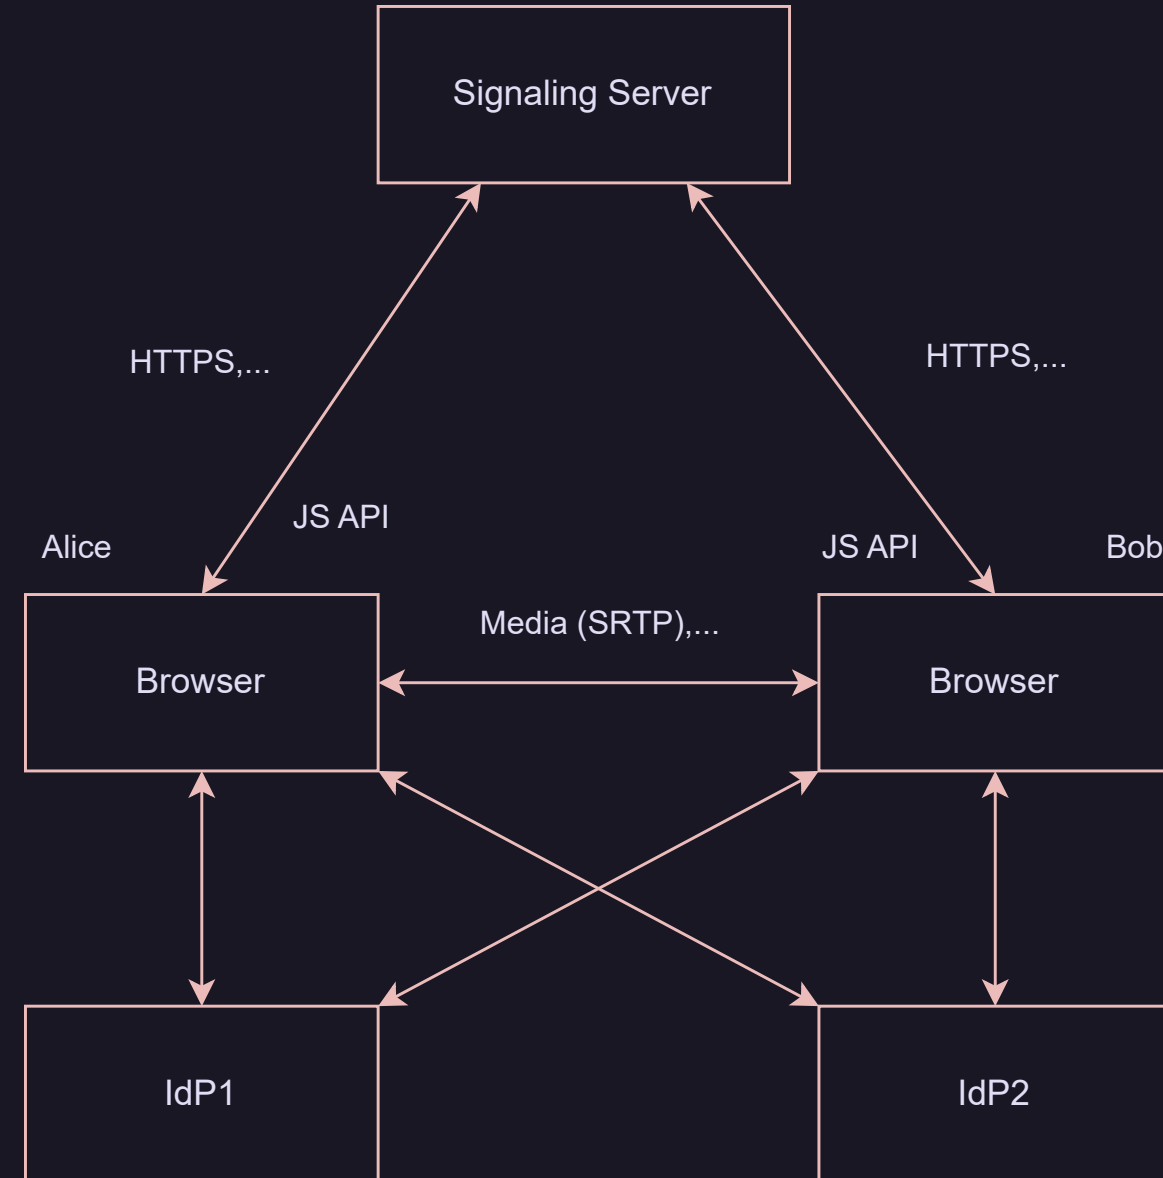 Signaling Server
HTTPS,...
HTTPS,...
JS API
Alice
JS API
Bob
Media (SRTP),...
Browser
Browser
IdP1
IdP2